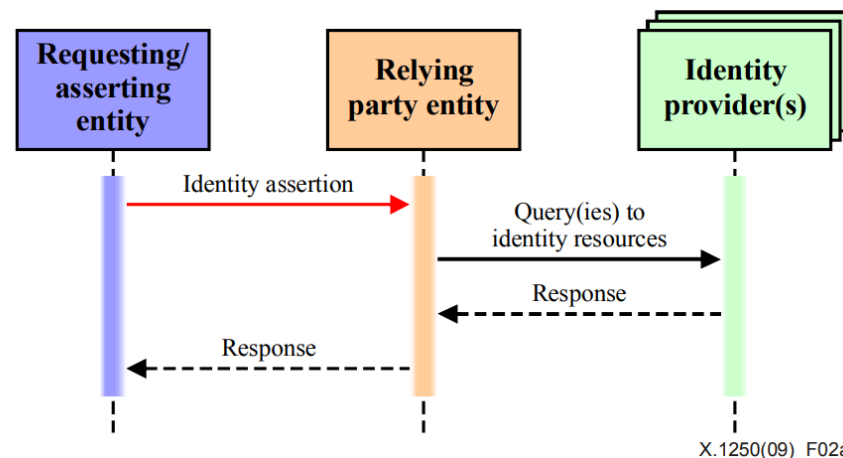 Requesting/
asserting
entity
Relying
party entity
Identity
provider(s)
Identity assertion
Query(ies) to
identity resources
Response
Response
X.1250(09)_F02a